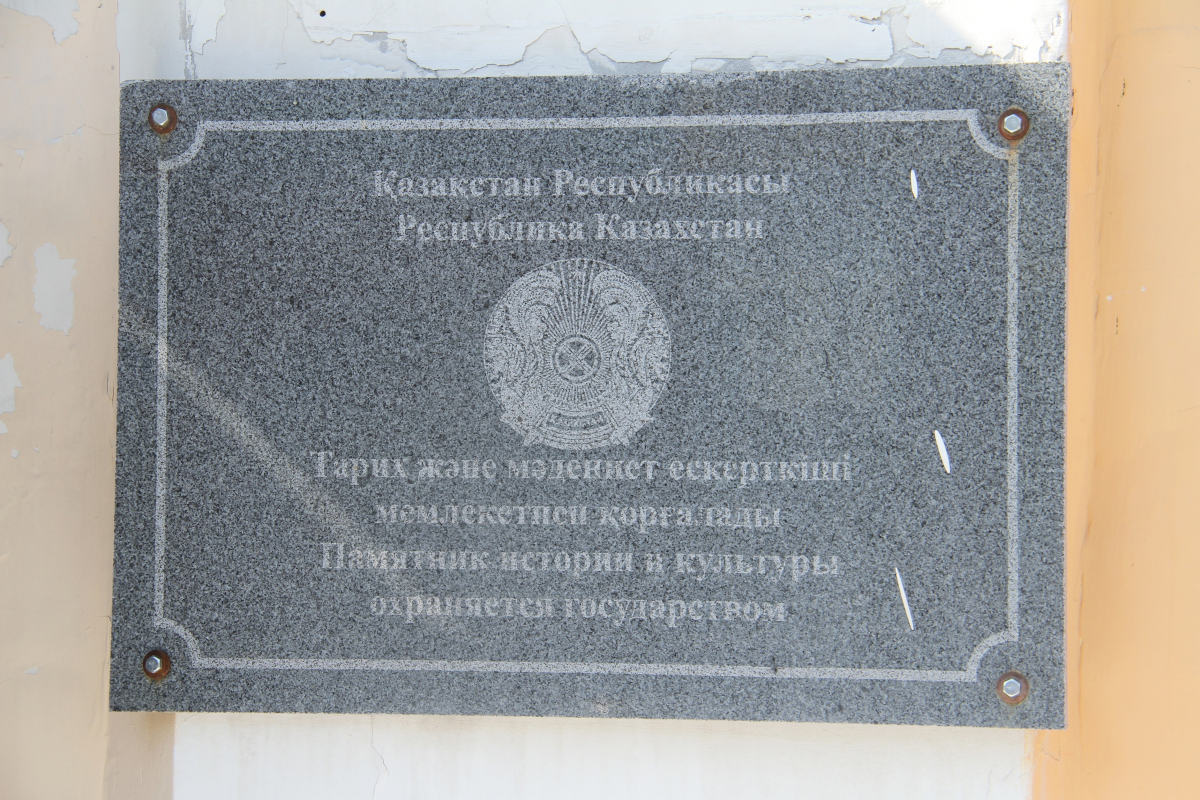 Қазақстан Республикасы
Республика Казахстан
Тарих және мәдениет ескерткіші
мемлекетпен қорғалады
Памятник истории и культуры
охраняется государством